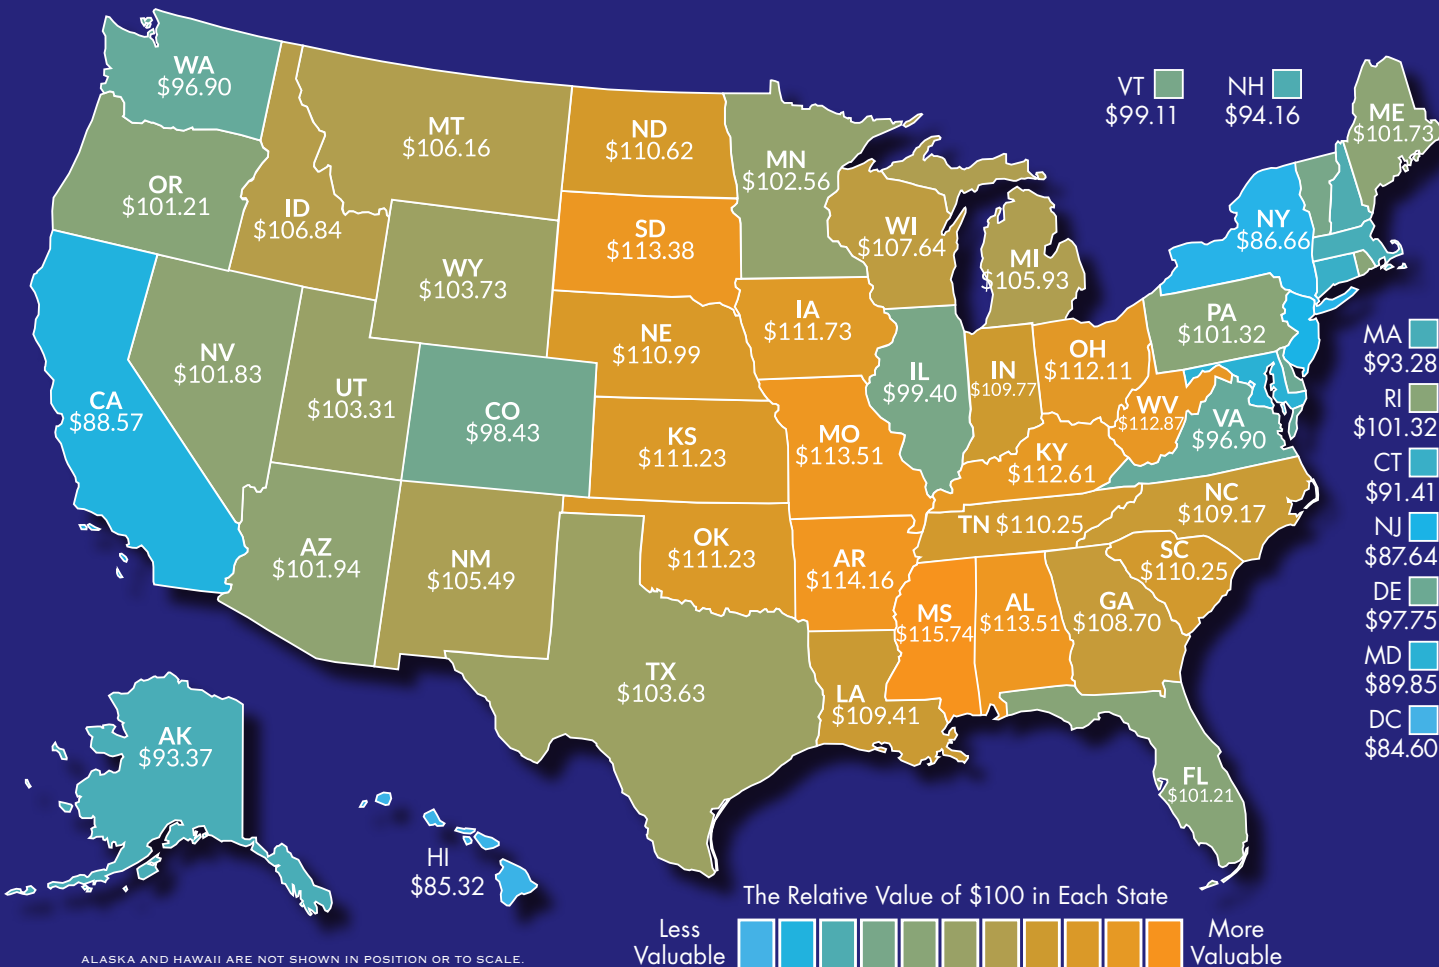 WA
$96.90
OR
$101.21
CA
$88.57
ID
$106.84
NV
$101.83
MT
$106.16
WY
$103.73
UT
$103.31
CO
$98.43
AZ
$101.94
NM
$105.49
ND
$110.62
SD
$113.38
NE
$110.99
KS
$111.23
OK
$111.23
TX
$103.63
MN
$102.56
IA
$111.73
MO
$113.51
AR
$114.16
LA
$109.41
WI
$107.64
IL
$99.40
MI
$105.93
IN
$109.77
OH
$112.11
KY
$112.61
TN $110.25
MS
$115.74
AL
$113.51
GA
$108.70
FL
$101.21
SC
$110.25
NC
$109.17
VA
$96.90
WV
$112.87
PA
$101.32
NY
$86.66
ME
$101.73
VT
$99.11
NH
$94.16
MA
$93.28
RI
$101.32
CT
$91.41
NJ
$87.64
DE
$97.75
MD
$89.85
DC
$84.60
AK
$93.37
HI
$85.32
The Relative Value of $100 in Each State
Less
Valuable
More
Valuable
ALASKA AND HAWAII ARE NOT SHOWN IN POSITION OR TO SCALE.